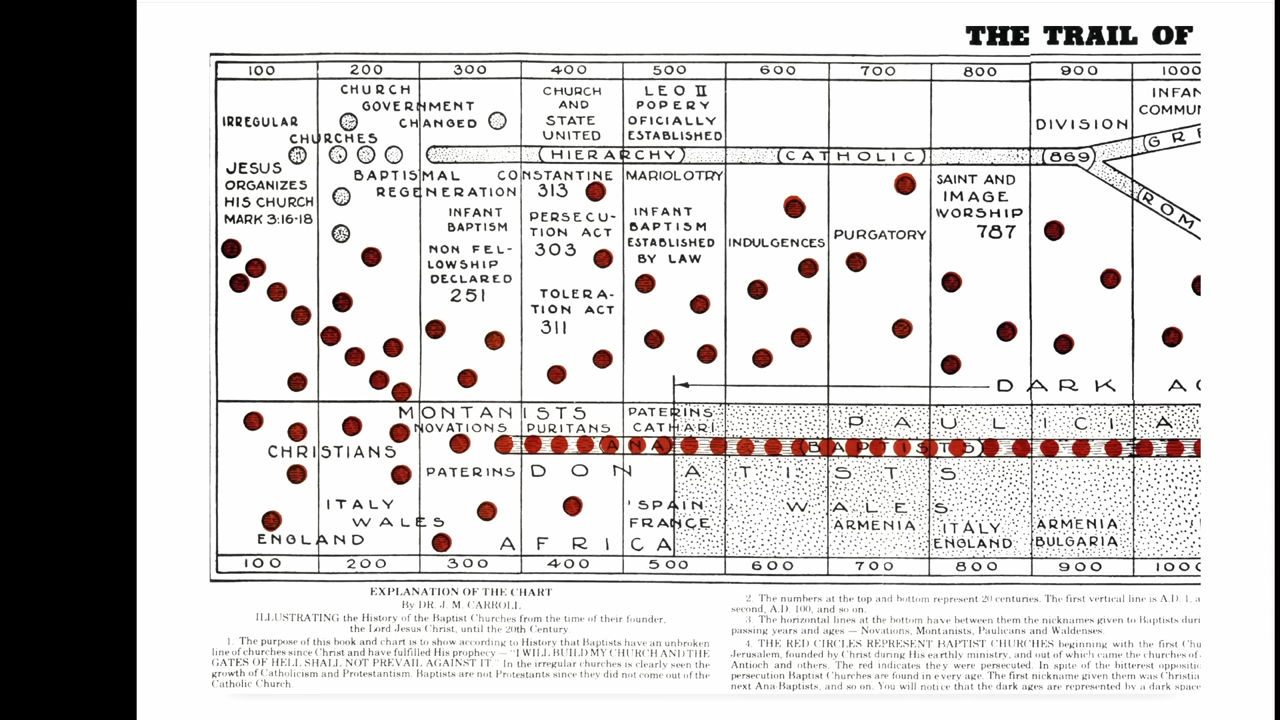 THE TRAIL OF
100 200 300 400 500 600 700 800 900 1000
IRREGULAR
CHURCHES
CHURCH
GOVERNMENT
CHANGED
CHURCH
AND
STATE
UNITED
LEO II
POPERY
OFICIALLY
ESTABLISHED
DIVISION
INFAN
COMMUN
HIERARCHY
CATHOLIC
869
GRE
ROM
JESUS
ORGANIZES
HIS CHURCH
MARK 3:16-18
BAPTISMAL
REGENERATION
INFANT
BAPTISM
NON FEL-
LOWSHIP
DECLARED
251
CONSTANTINE
313
PERSECU-
TION ACT
303
TOLERA-
TION ACT
311
MARIOLOTRY
INFANT
BAPTISM
ESTABLISHED
BY LAW
INDULGENCES
PURGATORY
SAINT AND
IMAGE
WORSHIP
787
DARK AG
MONTANISTS
NOVATIONS
PURITANS
PATERINS
CATHARI
PAULICIA
CHRISTIANS
ANA
BAPTISTS
PATERINS
DONATISTS
ITALY
WALES
ENGLAND
AFRICA
SPAIN
FRANCE
WALES
ARMENIA
ITALY
ENGLAND
ARMENIA
BULGARIA
100 200 300 400 500 600 700 800 900 1000
EXPLANATION OF THE CHART
By DR. J. M. CARROLL
ILLUSTRATING the History of the Baptist Churches from the time of their founder,
the Lord Jesus Christ, until the 20th Century
1. The purpose of this book and chart is to show according to History that Baptists have an unbroken
line of churches since Christ and have fulfilled His prophecy — "I WILL BUILD MY CHURCH AND THE
GATES OF HELL SHALL NOT PREVAIL AGAINST IT." In the irregular churches is clearly seen the
growth of Catholicism and Protestantism. Baptists are not Protestants since they did not come out of the
Catholic Church.
2. The numbers at the top and bottom represent 20 centuries. The first vertical line is A.D. 1, a
second, A.D. 100, and so on.
3. The horizontal lines at the bottom have between them the nicknames given to Baptists duri
passing years and ages — Novations, Montanists, Paulicans and Waldenses.
4. THE RED CIRCLES REPRESENT BAPTIST CHURCHES beginning with the first Chu
Jerusalem, founded by Christ during His earthly ministry, and out of which came the churches of
Antioch and others. The red indicates they were persecuted. In spite of the bitterest oppositio
persecution Baptist Churches are found in every age. The first nickname given them was Christia
next Ana-Baptists, and so on. You will notice that the dark ages are represented by a dark space